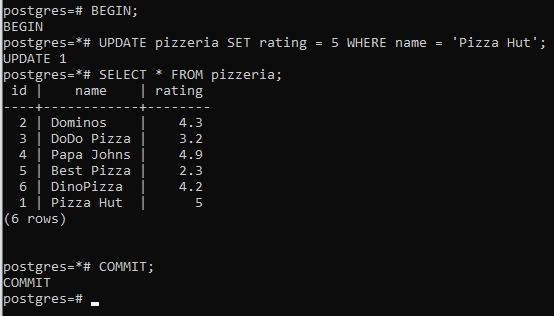 postgres=# BEGIN;
BEGIN
postgres=*# UPDATE pizzeria SET rating = 5 WHERE name = 'Pizza Hut';
UPDATE 1
postgres=*# SELECT * FROM pizzeria;
 id |    name     | rating
----+-------------+--------
  2 | Dominos     |    4.3
  3 | DoDo Pizza  |    3.2
  4 | Papa Johns  |    4.9
  5 | Best Pizza  |    2.3
  6 | DinoPizza   |    4.2
  1 | Pizza Hut   |      5
(6 rows)
postgres=*# COMMIT;
COMMIT
postgres=#